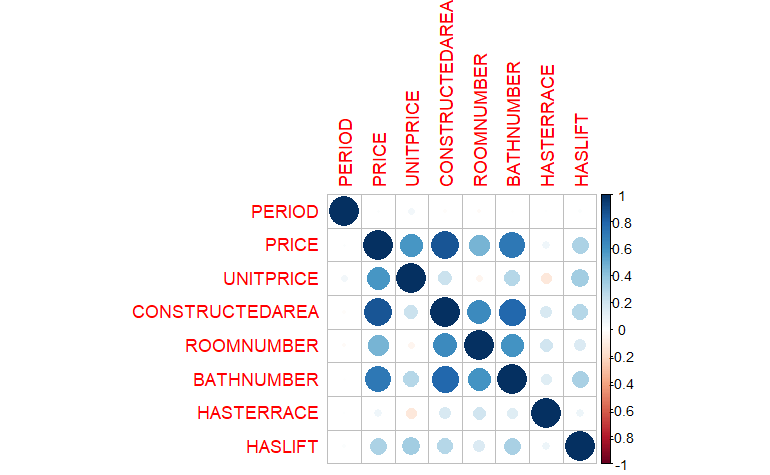 PERIOD
PRICE
UNITPRICE
CONSTRUCTEDAREA
ROOMNUMBER
BATHNUMBER
HASTERRACE
HASLIFT
PERIOD
PRICE
UNITPRICE
CONSTRUCTEDAREA
ROOMNUMBER
BATHNUMBER
HASTERRACE
HASLIFT
1
0.8
0.6
0.4
0.2
0
-0.2
-0.4
-0.6
-0.8
-1